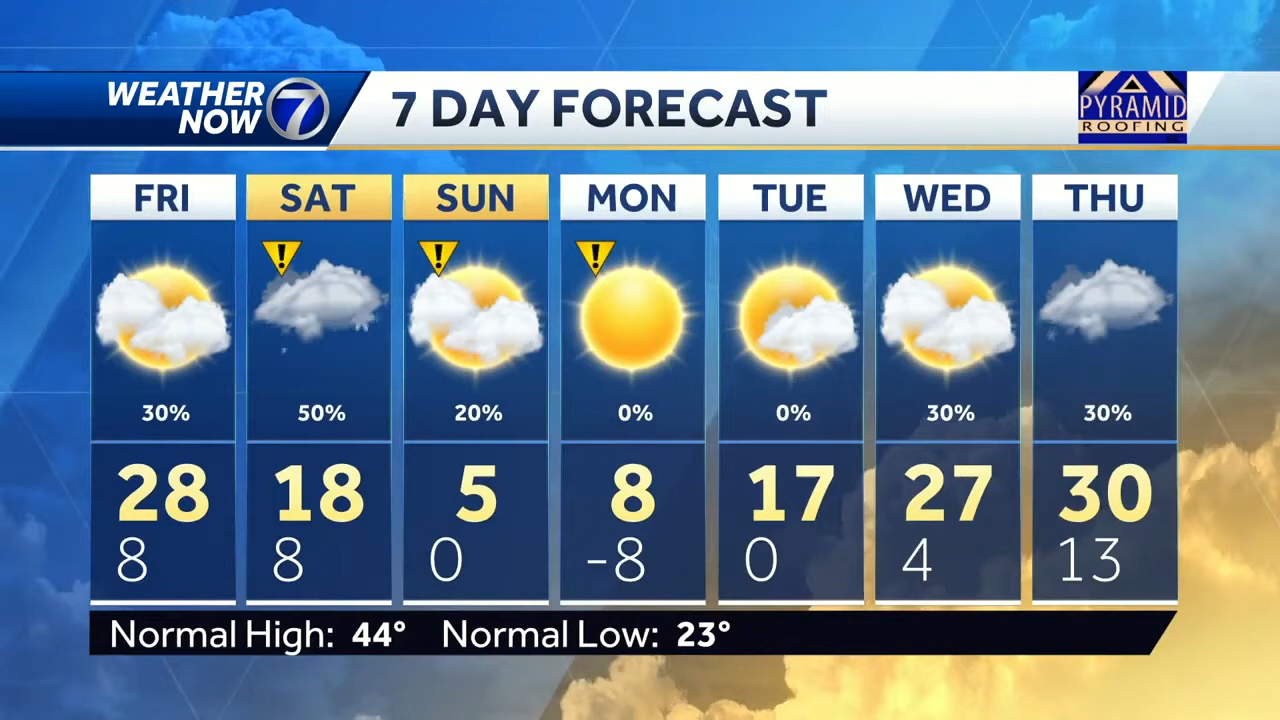 WEATHER
NOW 7
7 DAY FORECAST
PYRAMID
ROOFING
FRI SAT SUN MON TUE WED THU
! ! !
30% 50% 20% 0% 0% 30% 30%
28 18 5 8 17 27 30
8 8 0 -8 0 4 13
Normal High: 44° Normal Low: 23°